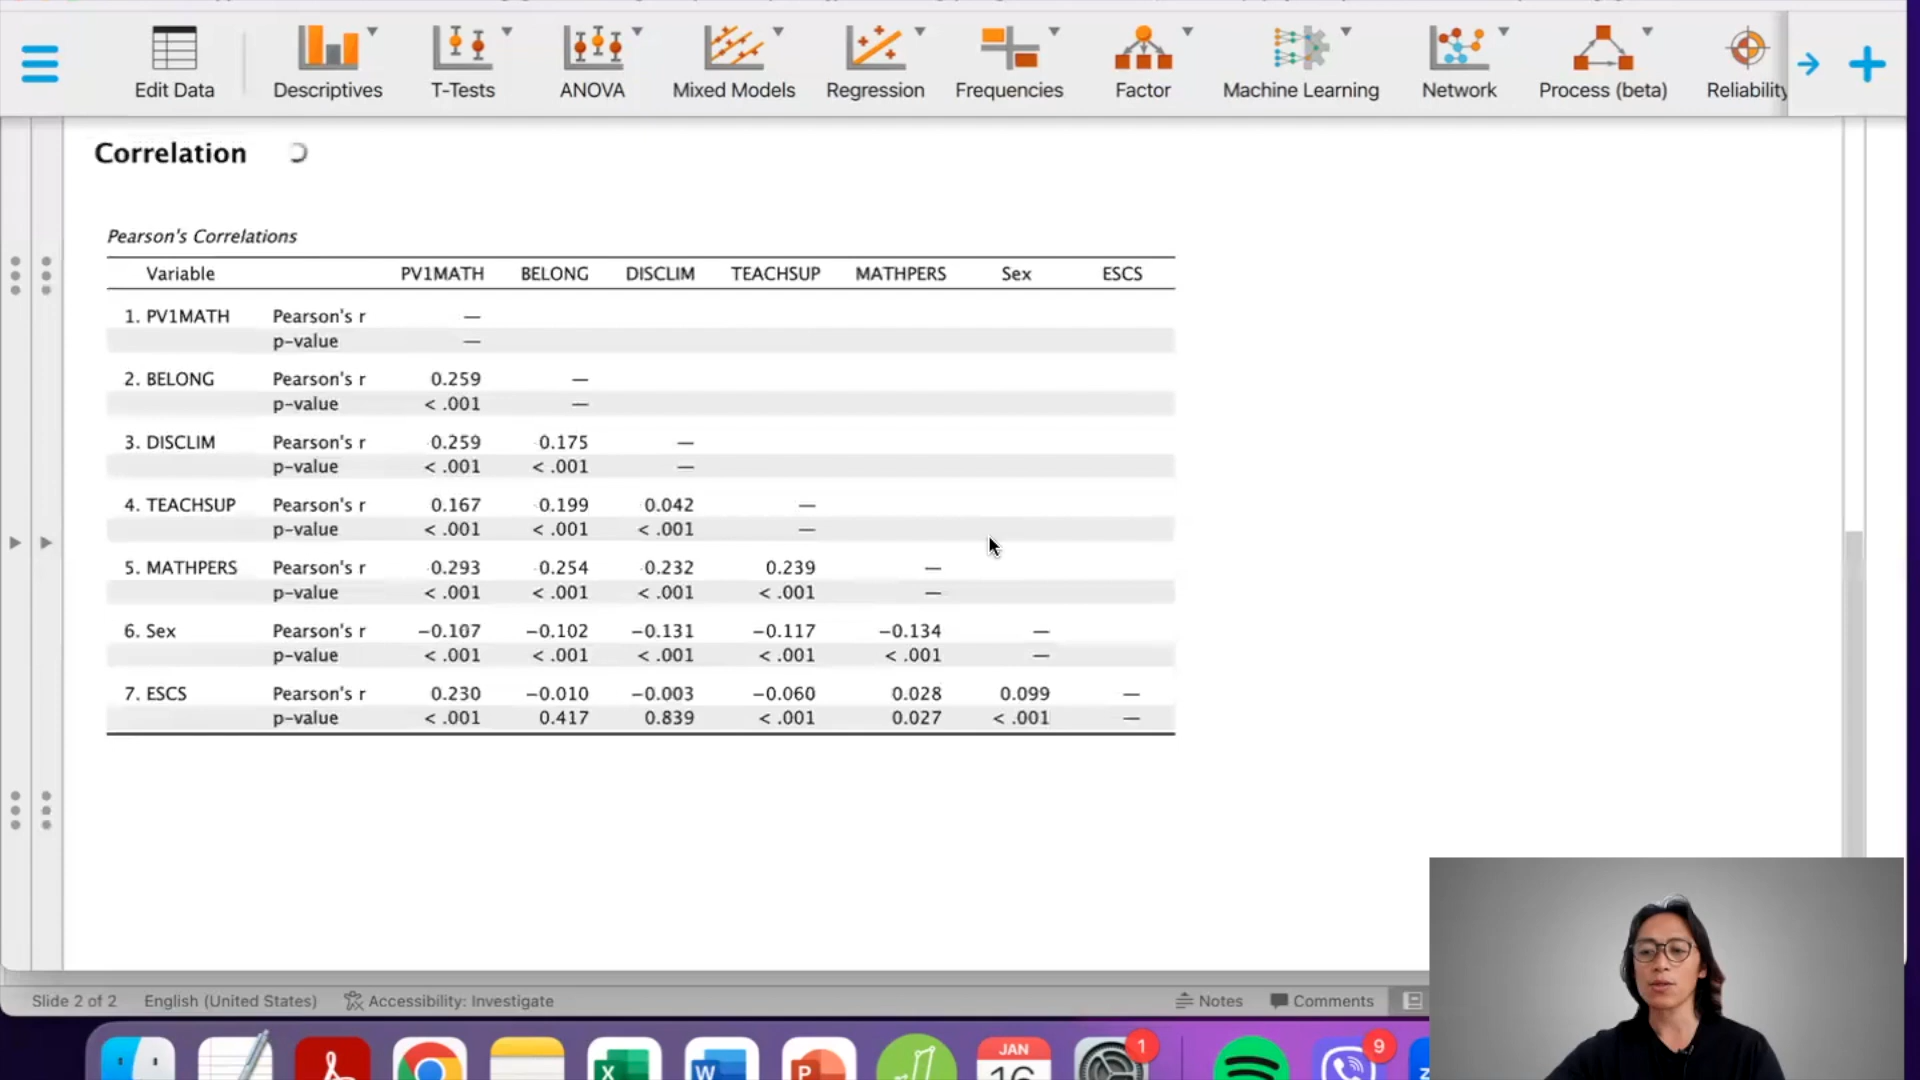 Edit Data
Descriptives
T-Tests
ANOVA
Mixed Models
Regression
Frequencies
Factor
Machine Learning
Network
Process (beta)
Reliability
Correlation
Pearson's Correlations
Variable PV1MATH BELONG DISCLIM TEACHSUP MATHPERS Sex ESCS
1. PV1MATH Pearson's r —
p-value —
2. BELONG Pearson's r 0.259 —
p-value < .001 —
3. DISCLIM Pearson's r 0.259 0.175 —
p-value < .001 < .001 —
4. TEACHSUP Pearson's r 0.167 0.199 0.042 —
p-value < .001 < .001 < .001 —
5. MATHPERS Pearson's r 0.293 0.254 0.232 0.239 —
p-value < .001 < .001 < .001 < .001 —
6. Sex Pearson's r −0.107 −0.102 −0.131 −0.117 −0.134 —
p-value < .001 < .001 < .001 < .001 < .001 —
7. ESCS Pearson's r 0.230 −0.010 −0.003 −0.060 0.028 0.099 —
p-value < .001 0.417 0.839 < .001 0.027 < .001 —
Slide 2 of 2 English (United States) Accessibility: Investigate Notes Comments
X
W
P
JAN
16
1
9